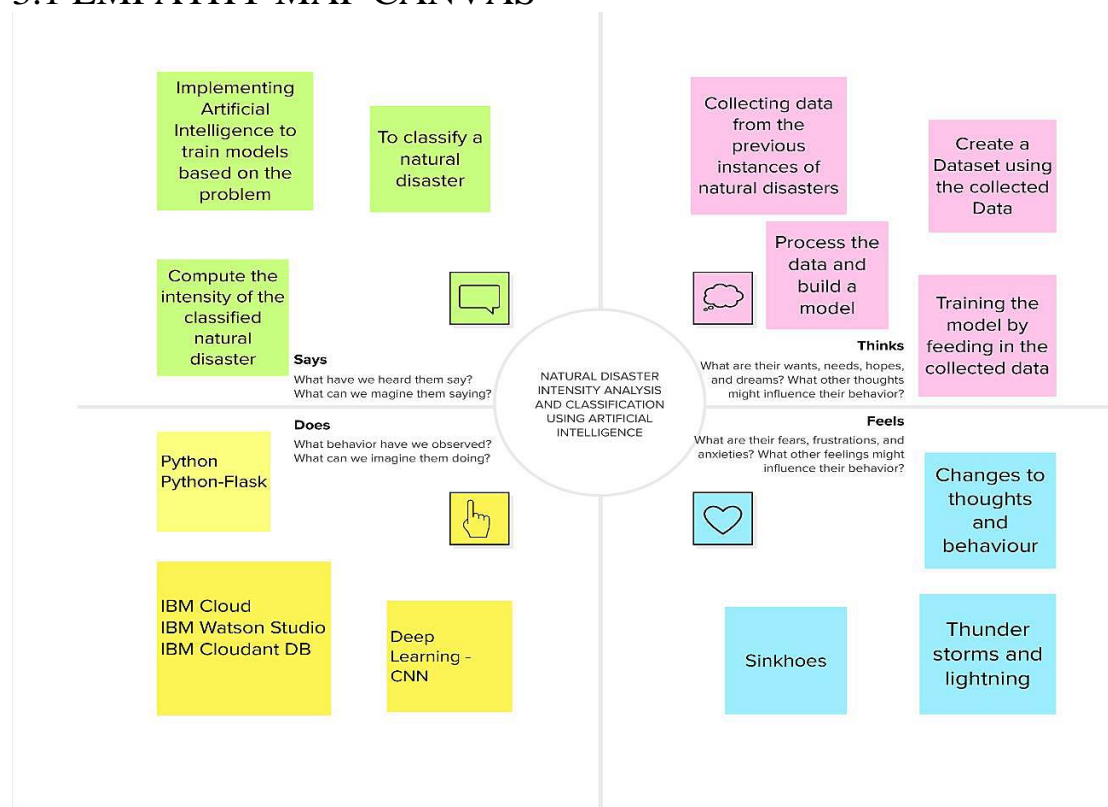 3.1 EMPATHY MAP CANVAS
Implementing
Artificial
Intelligence to
train models
based on the
problem
To classify a
natural
disaster
Compute the
intensity of the
classified
natural
disaster
Says
What have we heard them say?
What can we magine them saying?
Collecting data
from the
previous
instances of
natural disasters
Create a
Dataset using
the collected
Data
Process the
data and
build a
model
Training the
model by
feeding in the
collected data
Thinks
What are their wants, needs, hopes,
and dreams? What other thoughts
might influence their behavior?
NATURAL DISASTER
INTENSITY ANALYSIS
AND CLASSIFICATION
USING ARTIFICIAL
INTELLIGENCE
Does
What behavior have we observed?
What can we imagine them doing?
Python
Python-Flask
IBM Cloud
IBM Watson Studio
IBM Cloudant DB
Deep
Learning -
CNN
Feels
What are their fears, frustrations, and
anxieties? What other feelings might
influence their behavior?
Changes to
thoughts
and
behaviour
Sinkhoes
Thunder
storms and
lightning